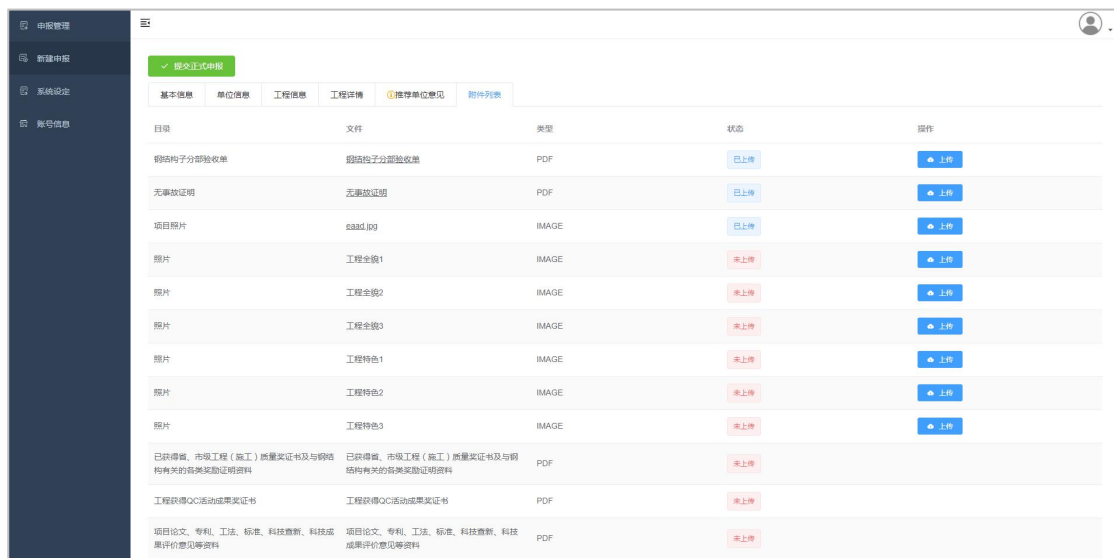 申报管理
新建申报
系统设定
账号信息
提交正式申报
基本信息 单位信息 工程信息 工程详情 推荐单位意见 附件列表
目录 文件 类型 状态 操作
钢结构子分部验收单 钢结构子分部验收单 PDF 已上传 上传
无事故证明 无事故证明 PDF 已上传 上传
项目照片 eaad.jpg IMAGE 已上传 上传
照片 工程全貌1 IMAGE 未上传 上传
照片 工程全貌2 IMAGE 未上传 上传
照片 工程全貌3 IMAGE 未上传 上传
照片 工程特色1 IMAGE 未上传 上传
照片 工程特色2 IMAGE 未上传 上传
照片 工程特色3 IMAGE 未上传 上传
已获得省、市级工程（施工）质量奖证书及与钢结 已获得省、市级工程（施工）质量奖证书及与钢 PDF 未上传
构有关的各类奖励证明资料 结构有关的各类奖励证明资料
工程获得QC活动成果奖证书 工程获得QC活动成果奖证书 PDF 未上传
项目论文、专利、工法、标准、科技查新、科技成 项目论文、专利、工法、标准、科技查新、科技 PDF 未上传
果评价意见等资料 成果评价意见等资料